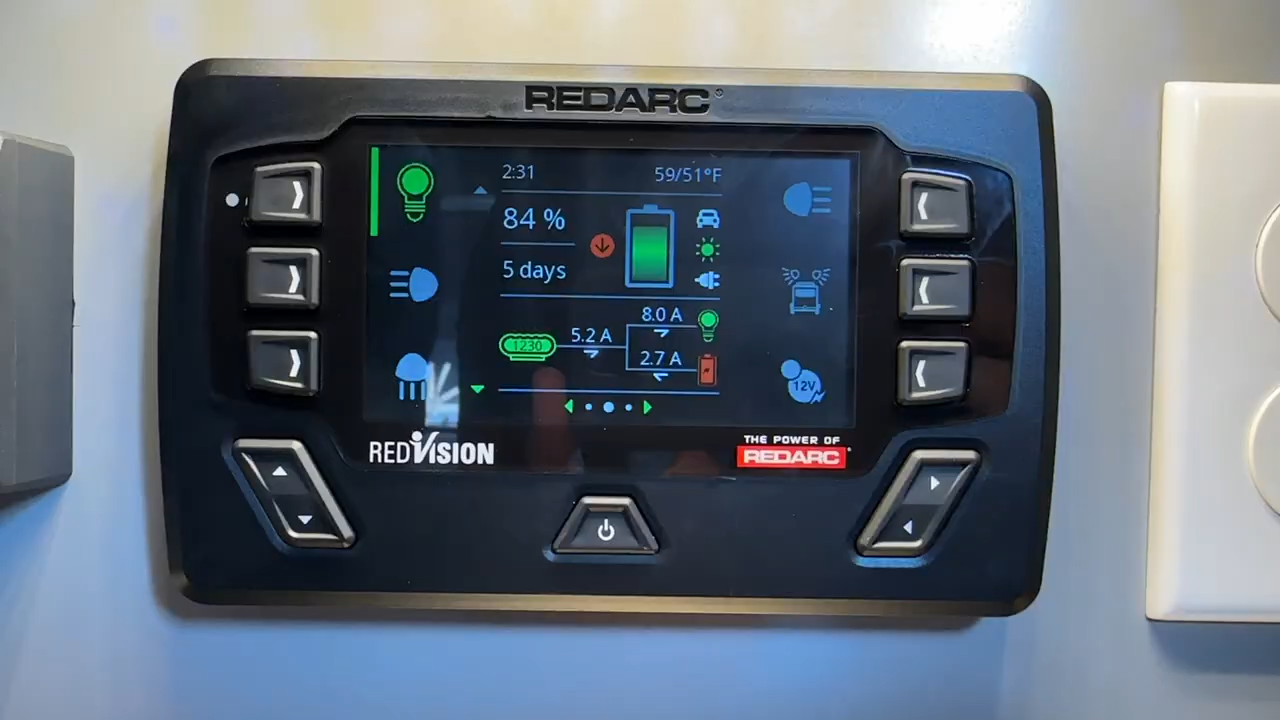 REDARC®
2:31
59/51°F
84 %
5 days
8.0 A
1230
5.2 A
2.7 A
12V
REDVISION
THE POWER OF
REDARC